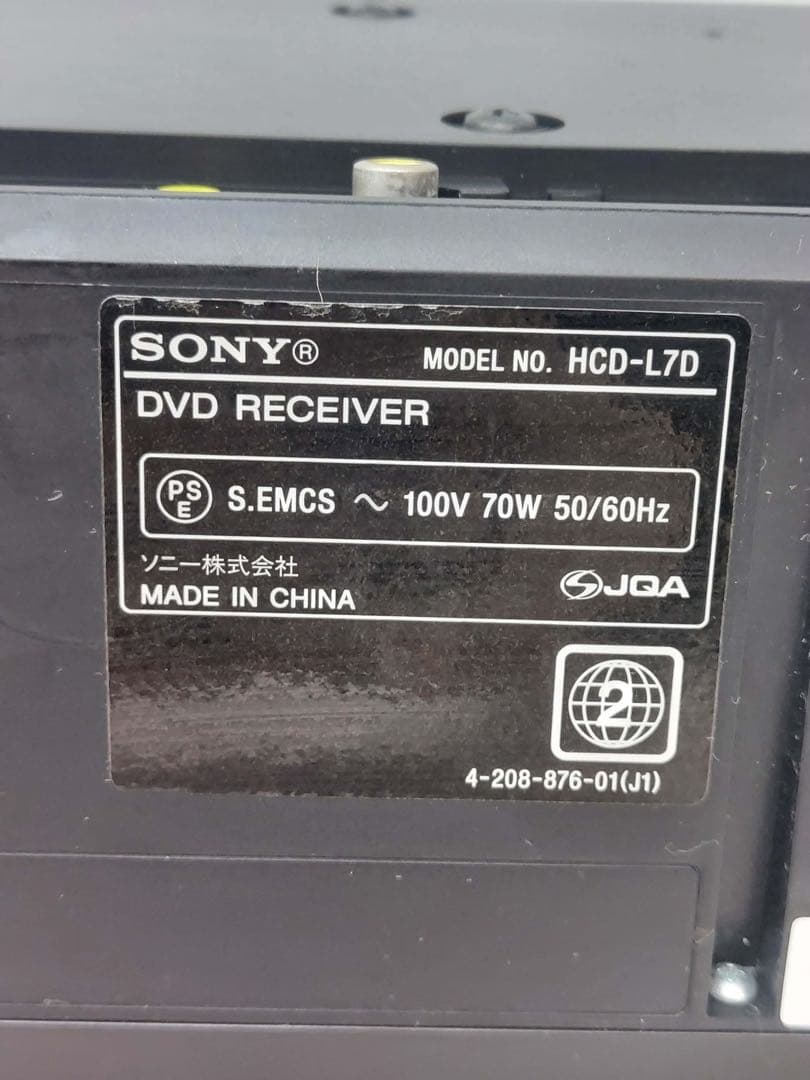 SONY®
MODEL NO. HCD-L7D
DVD RECEIVER
PS
E
S.EMCS ～ 100V 70W 50/60Hz
ソニー株式会社
MADE IN CHINA
JQA
2
4-208-876-01(J1)